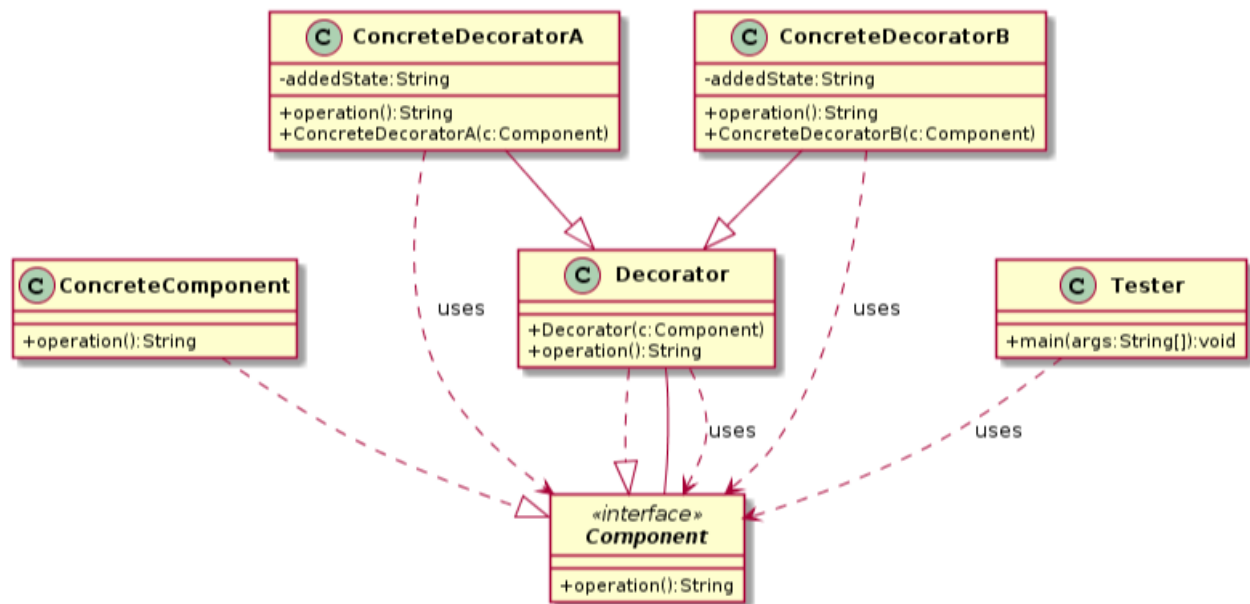 C ConcreteDecoratorA
-addedState:String
+operation():String
+ConcreteDecoratorA(c:Component)
C ConcreteDecoratorB
-addedState:String
+operation():String
+ConcreteDecoratorB(c:Component)
C ConcreteComponent
+operation():String
uses
C Decorator
+Decorator(c:Component)
+operation():String
uses
C Tester
+main(args:String[]):void
uses
uses
«interface»
Component
+operation():String